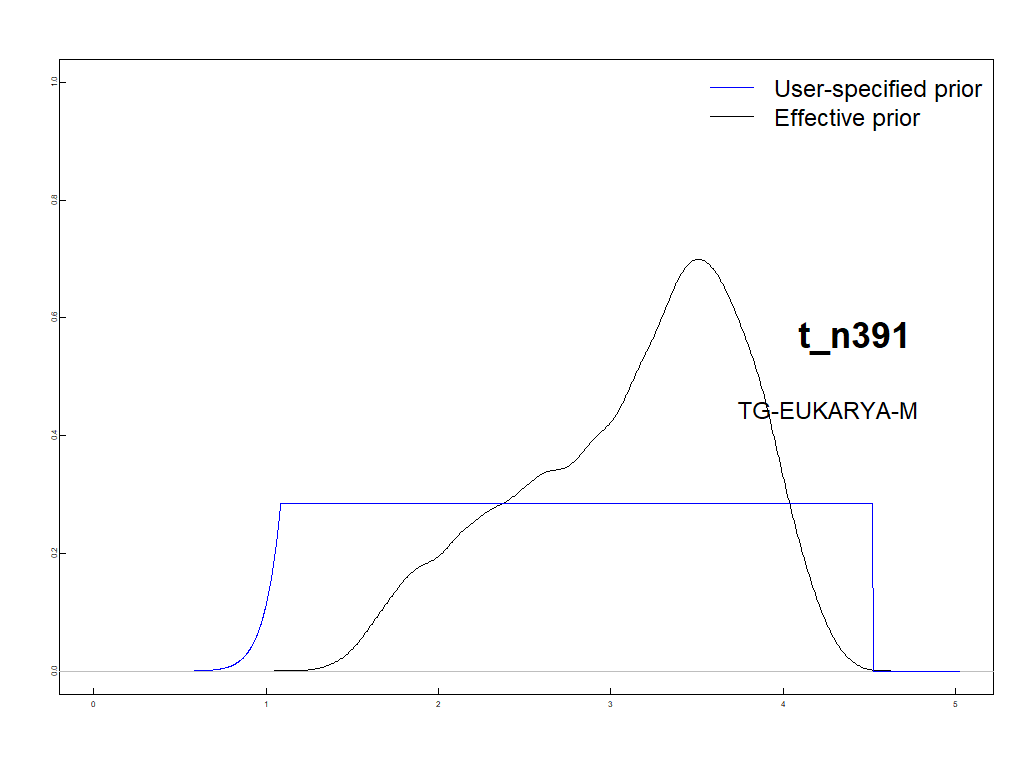 User-specified prior
Effective prior
t_n391
TG-EUKARYA-M
1.0
0.8
0.6
0.4
0.2
0.0
0 1 2 3 4 5